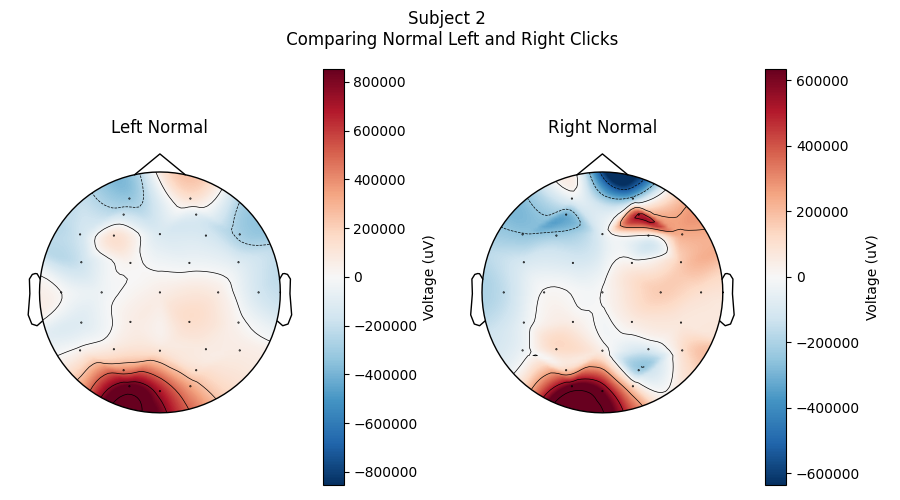 Subject 2
Comparing Normal Left and Right Clicks
Left Normal
800000
600000
400000
200000
0
−200000
−400000
−600000
−800000
Voltage (uV)
Right Normal
600000
400000
200000
0
−200000
−400000
−600000
Voltage (uV)